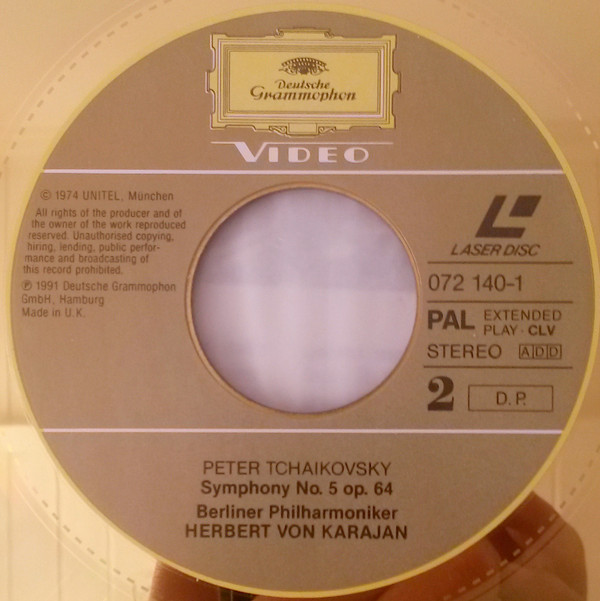 Deutsche
Grammophon
VIDEO
© 1974 UNITEL, München
All rights of the producer and of
the owner of the work reproduced
reserved. Unauthorised copying,
hiring, lending, public perfor-
mance and broadcasting of
this record prohibited.
℗ 1991 Deutsche Grammophon
GmbH, Hamburg
Made in U.K.
LASER DISC
072 140-1
PAL EXTENDED
PLAY · CLV
STEREO ADD
2 D.P.
PETER TCHAIKOVSKY
Symphony No. 5 op. 64
Berliner Philharmoniker
HERBERT VON KARAJAN